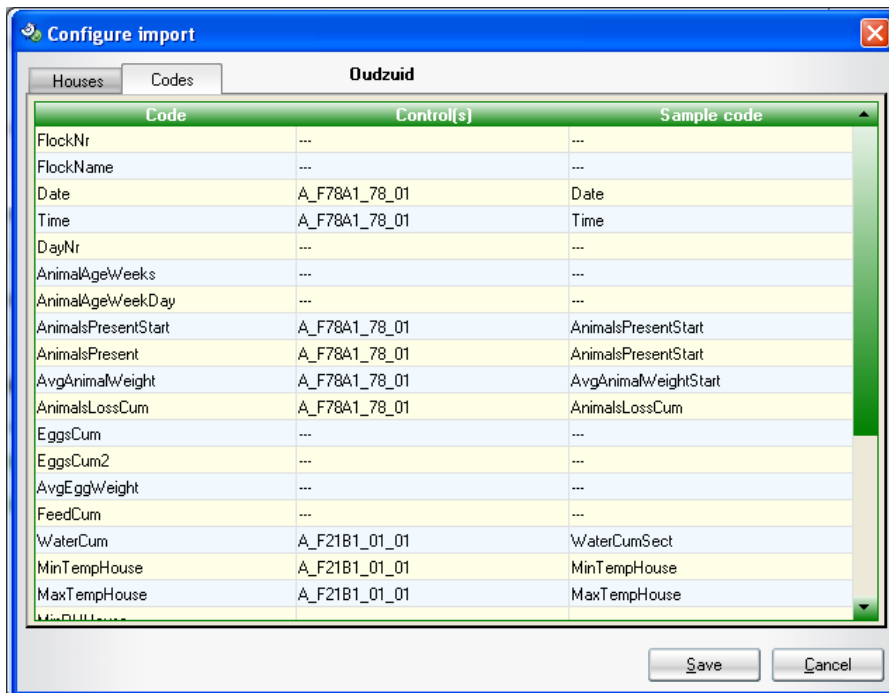 Configure import
Houses Codes Oudzuid
Code Control(s) Sample code
FlockNr --- ---
FlockName --- ---
Date A_F78A1_78_01 Date
Time A_F78A1_78_01 Time
DayNr --- ---
AnimalAgeWeeks --- ---
AnimalAgeWeekDay --- ---
AnimalsPresentStart A_F78A1_78_01 AnimalsPresentStart
AnimalsPresent A_F78A1_78_01 AnimalsPresentStart
AvgAnimalWeight A_F78A1_78_01 AvgAnimalWeightStart
AnimalsLossCum A_F78A1_78_01 AnimalsLossCum
EggsCum --- ---
EggsCum2 --- ---
AvgEggWeight --- ---
FeedCum --- ---
WaterCum A_F21B1_01_01 WaterCumSect
MinTempHouse A_F21B1_01_01 MinTempHouse
MaxTempHouse A_F21B1_01_01 MaxTempHouse
Save Cancel